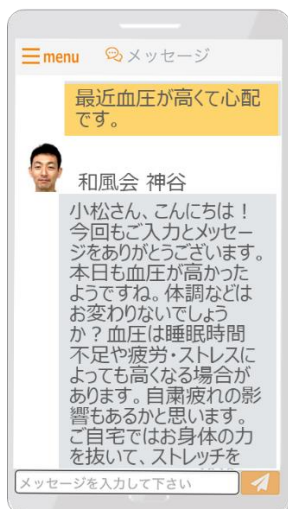 menu メッセージ
最近血圧が高くて心配
です。
和風会 神谷
小松さん、こんにちは！
今回もご入力とメッセー
ジをありがとうございます。
本日も血圧が高かった
ようですね。体調などは
お変わりないでしょう
か？血圧は睡眠時間
不足や疲労・ストレスに
よっても高くなる場合が
あります。自粛疲れの影
響もあるかと思います。
ご自宅ではお身体の力
を抜いて、ストレッチを
メッセージを入力して下さい